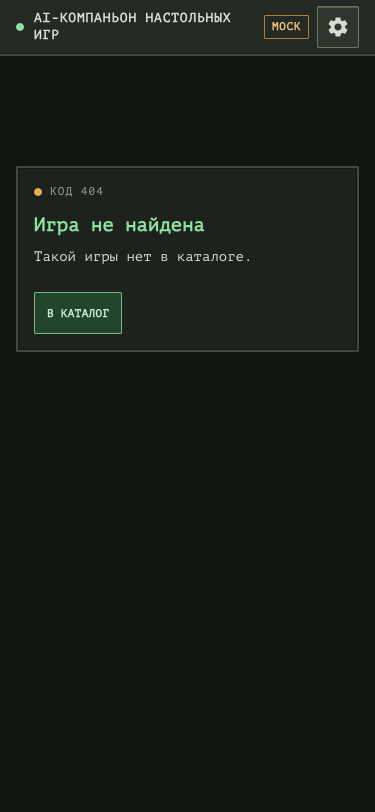 AI-КОМПАНЬОН НАСТОЛЬНЫХ
ИГР
МОСК
КОД 404
Игра не найдена
Такой игры нет в каталоге.
В КАТАЛОГ